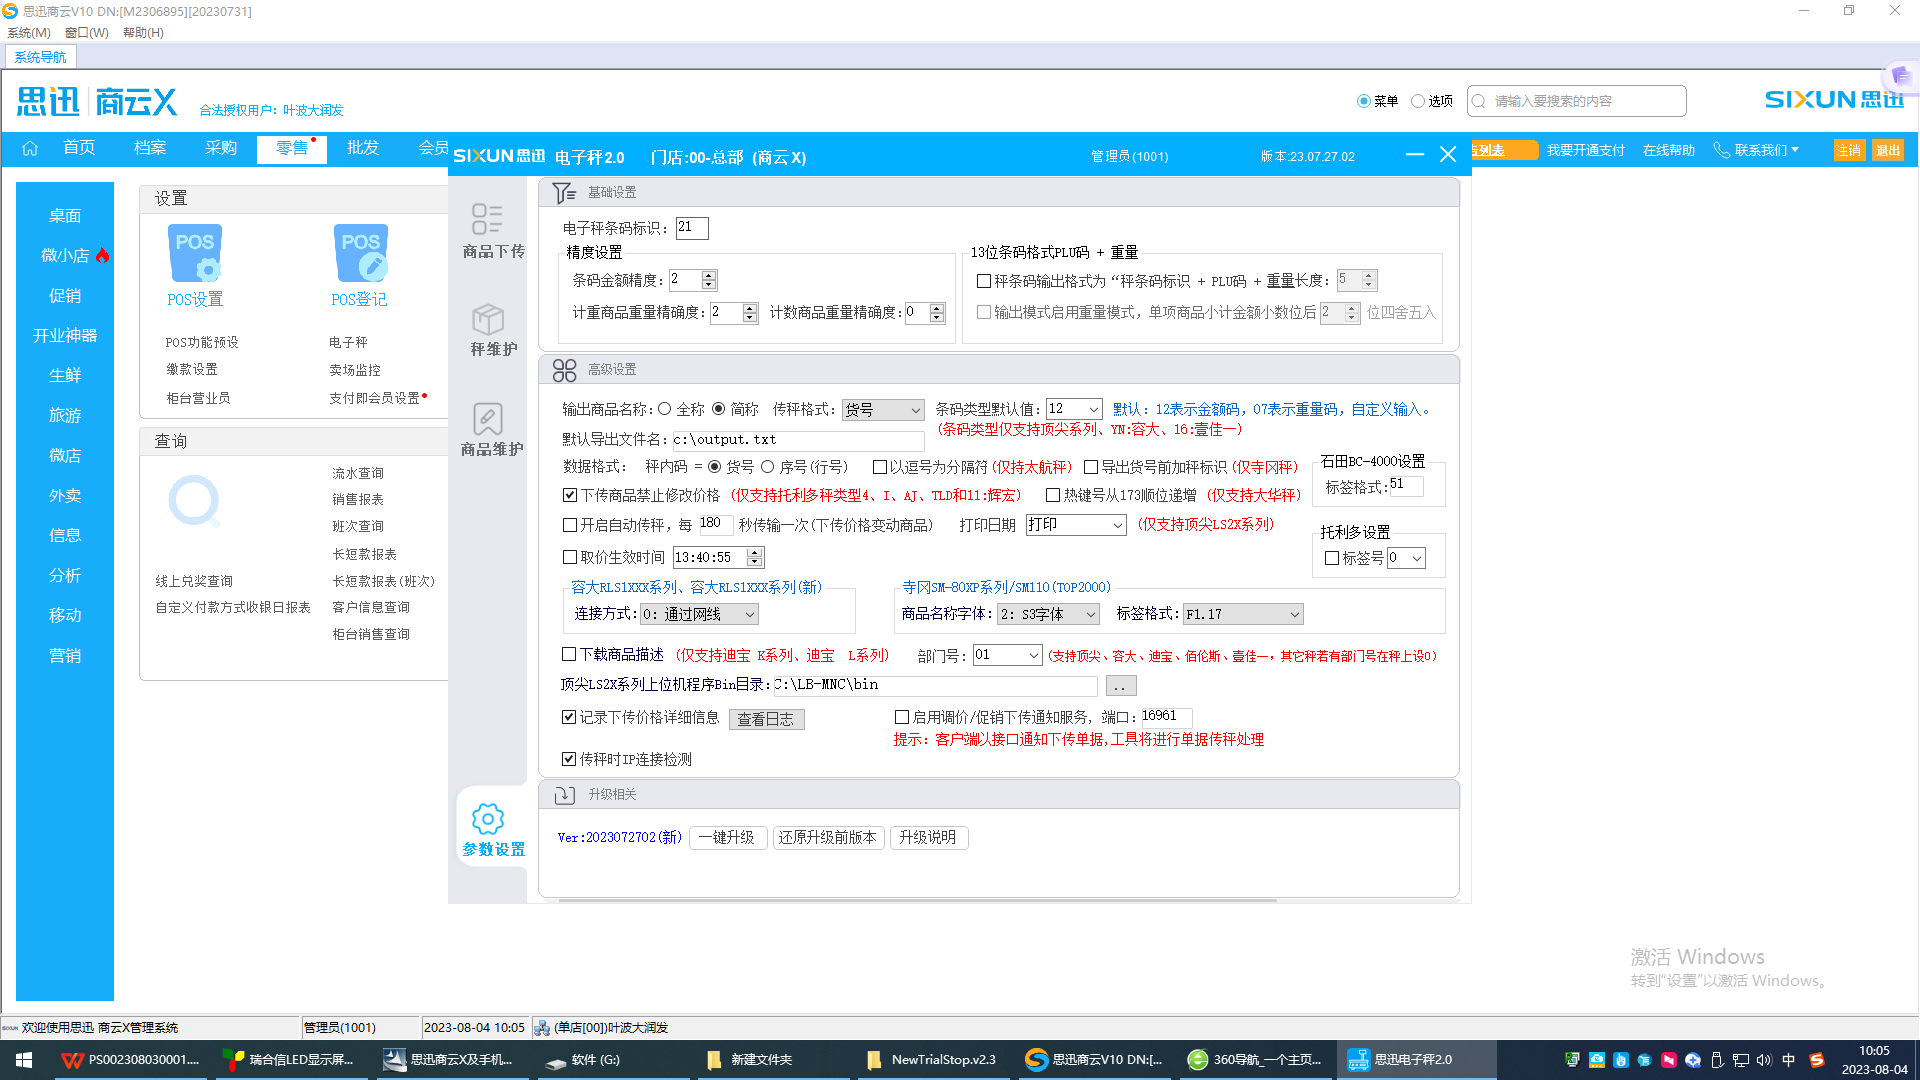 思迅商云V10 DN:[M2306895][20230731]
系统(M) 窗口(W) 帮助(H)
系统导航
思迅 商云X 合法授权用户：叶波大润发
菜单 选项 请输入要搜索的内容
SIXUN 思迅
首页 档案 采购 零售 批发 会员
店列表 我要开通支付 在线帮助 联系我们 注销 退出
桌面
微小店
促销
开业神器
生鲜
旅游
微店
外卖
信息
分析
移动
营销
设置
POS POS
POS设置 POS登记
POS功能预设 电子秤
缴款设置 卖场监控
柜台营业员 支付即会员设置
查询
流水查询
销售报表
班次查询
长短款报表
线上兑奖查询 长短款报表(班次)
自定义付款方式收银日报表 客户信息查询
柜台销售查询
SIXUN 思迅 电子秤2.0 门店:00-总部 (商云X) 管理员(1001) 版本:23.07.27.02
商品下传
秤维护
商品维护
参数设置
基础设置
电子秤条码标识： 21
精度设置
条码金额精度： 2
计重商品重量精确度： 2 计数商品重量精确度： 0
13位条码格式PLU码 + 重量
秤条码输出格式为“秤条码标识 + PLU码 + 重量长度： 5
输出模式启用重量模式，单项商品小计金额小数位后 2 位四舍五入
高级设置
输出商品名称： 全称 简称 传秤格式： 货号 条码类型默认值： 12 默认：12表示金额码，07表示重量码，自定义输入。
(条码类型仅支持顶尖系列、YN:容大、16:壹佳一)
默认导出文件名： c:\output.txt
数据格式： 秤内码 = 货号 序号(行号) 以逗号为分隔符(仅持太航秤) 导出货号前加秤标识(仅寺冈秤)
石田BC-4000设置
标签格式: 51
下传商品禁止修改价格 (仅支持托利多秤类型4、I、AJ、TLD和11:辉宏) 热键号从173顺位递增 (仅支持大华秤)
开启自动传秤，每 180 秒传输一次(下传价格变动商品) 打印日期 打印 (仅支持顶尖LS2X系列)
托利多设置
标签号 0
取价生效时间 13:40:55
容大RLS1XXX系列、容大RLS1XXX系列(新)
连接方式: 0: 通过网线
寺冈SM-80XP系列/SM110(TOP2000)
商品名称字体: 2: S3字体 标签格式: F1.17
下载商品描述 (仅支持迪宝 K系列、迪宝 L系列) 部门号: 01 (支持顶尖、容大、迪宝、佰伦斯、壹佳一，其它秤若有部门号在秤上设0)
顶尖LS2X系列上位机程序Bin目录: C:\LB-MNC\bin ..
记录下传价格详细信息 查看日志 启用调价/促销下传通知服务, 端口: 16961
提示: 客户端以接口通知下传单据,工具将进行单据传秤处理
传秤时IP连接检测
升级相关
Ver:2023072702(新) 一键升级 还原升级前版本 升级说明
激活 Windows
转到“设置”以激活 Windows。
欢迎使用思迅 商云X管理系统 管理员(1001) 2023-08-04 10:05 (单店[00])叶波大润发
PS002308030001.... 瑞合信LED显示屏... 思迅商云X及手机... 软件 (G:) 新建文件夹 NewTrialStop.v2.3 思迅商云V10 DN:[... 360导航_一个主页... 思迅电子秤2.0
中
10:05
2023-08-04